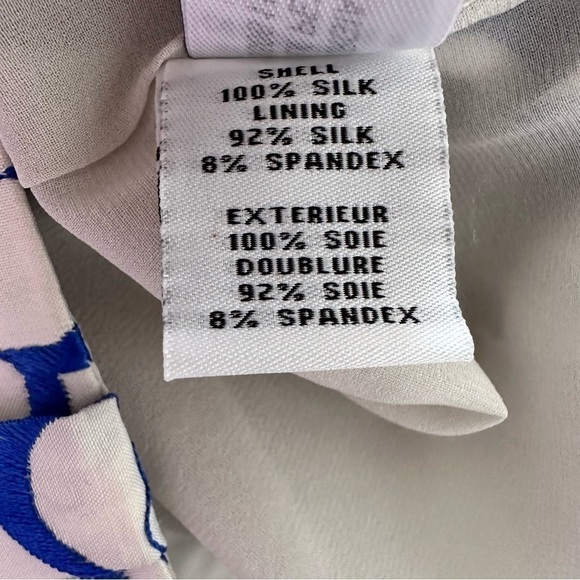 SHELL
100% SILK
LINING
92% SILK
8% SPANDEX
EXTERIEUR
100% SOIE
DOUBLURE
92% SOIE
8% SPANDEX